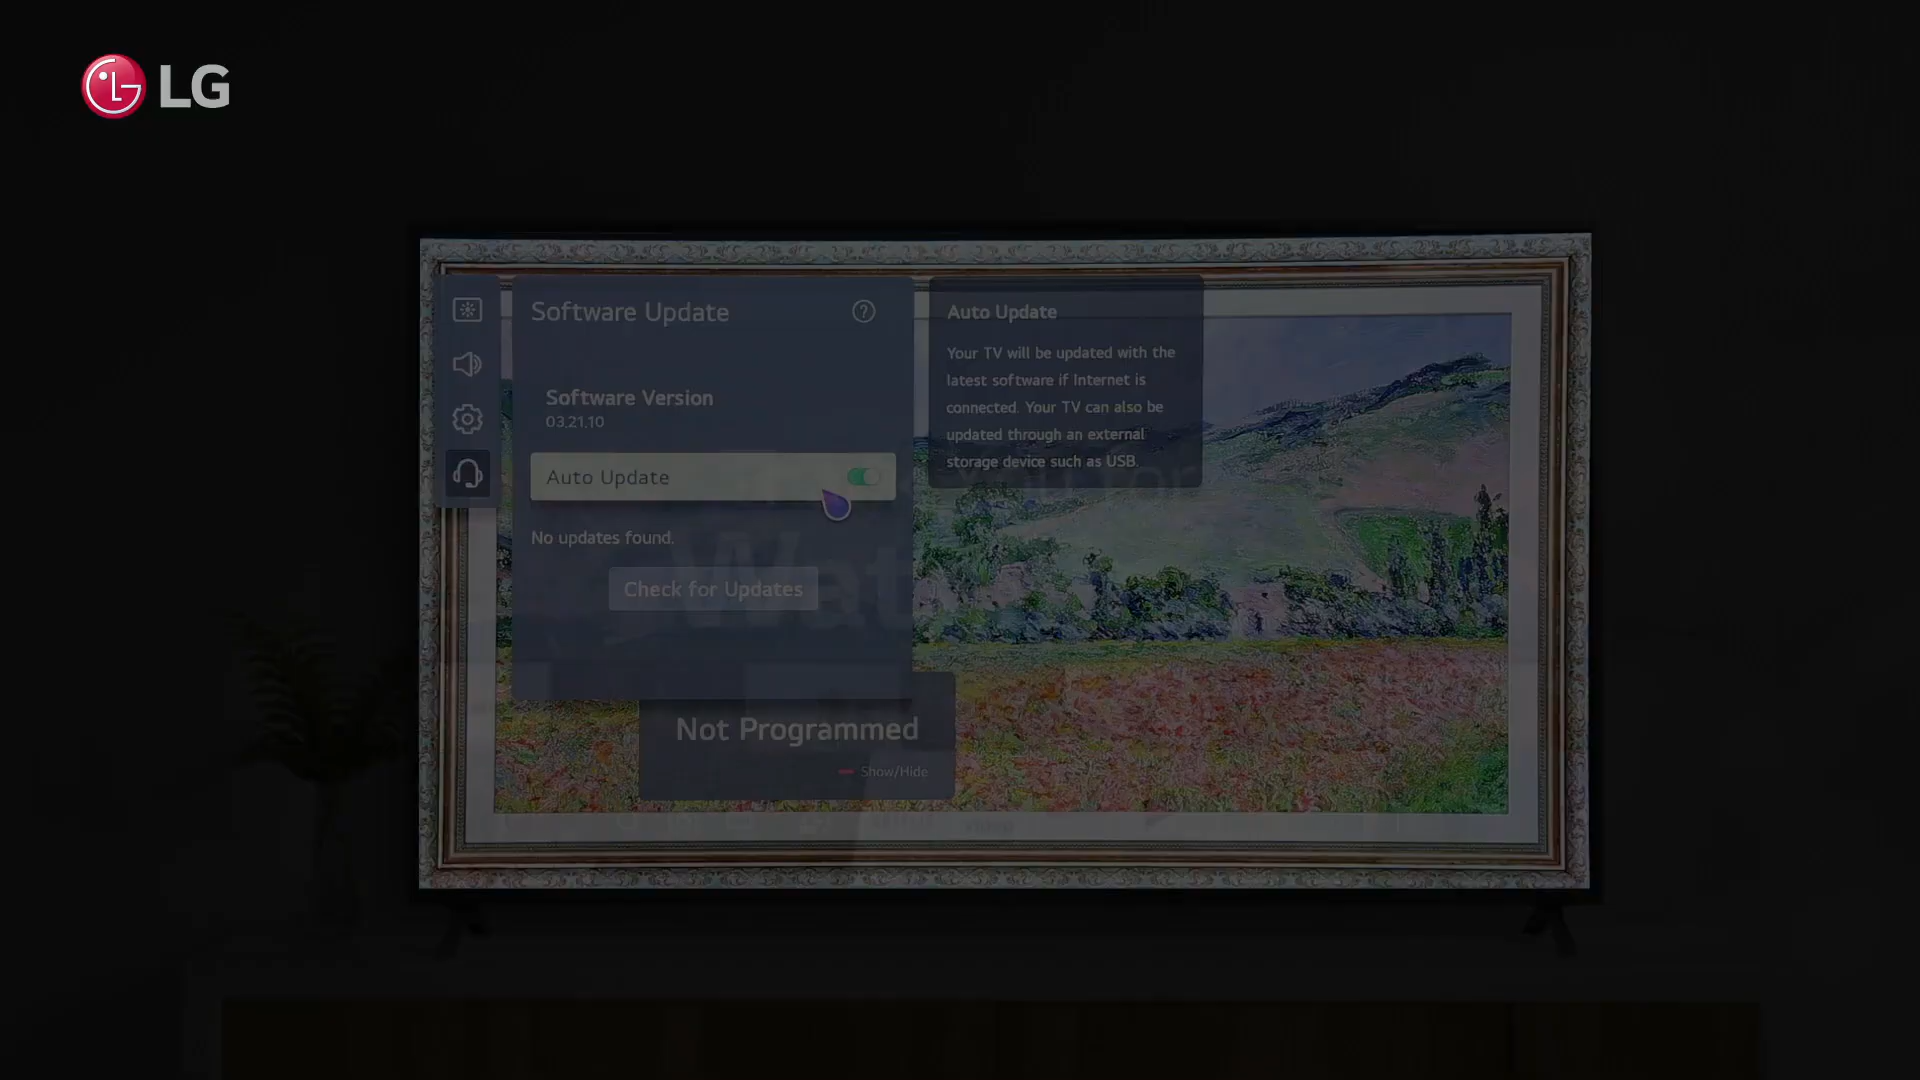 LG
Software Update
Software Version
03.21.10
Auto Update
No updates found.
Check for Updates
Auto Update
Your TV will be updated with the
latest software if Internet is
connected. Your TV can also be
updated through an external
storage device such as USB.
Not Programmed
Show/Hide